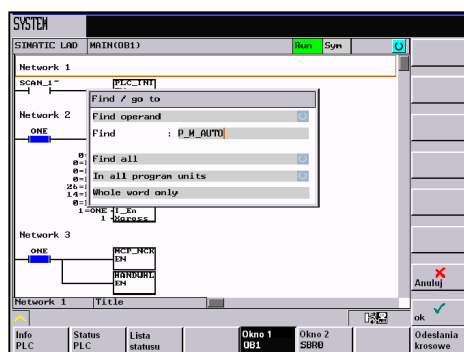 SYSTEM
SIMATIC LAD MAIN(OB1) Run Sym
Network 1
SCAN_1~ PLC_INI
Find / go to
Find operand
Network 2
ONE
Find : P_M_AUTO
Find all
In all program units
Whole word only
1=ONE I_En
1 Xgross
Network 3
ONE MCP_NCK
EN
HANDWHL
EN
Network 1 Title
Anuluj
ok
Info PLC
Status PLC
Lista statusu
Okno 1 OB1
Okno 2 SBR0
Odesłania krosowe